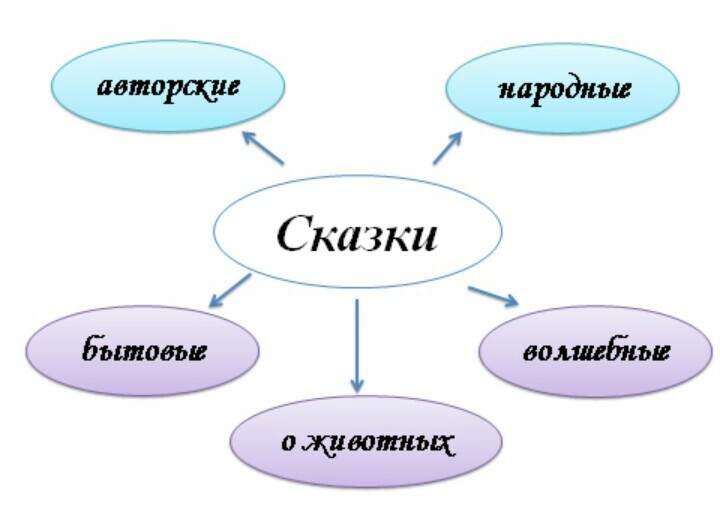 авторские
народные
Сказки
бытовые
волшебные
о животных